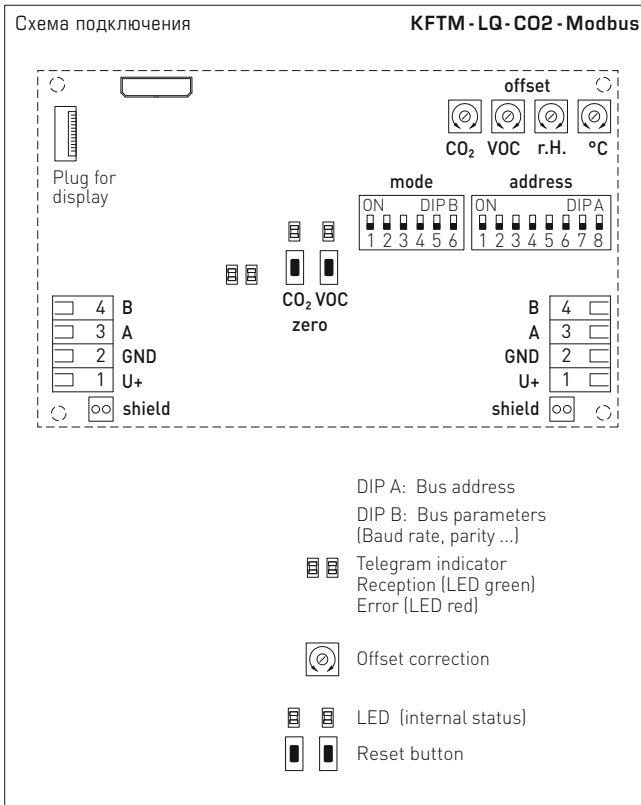 Схема подключения
KFTM-LQ-CO2-Modbus
offset
CO₂ VOC r.H. °C
Plug for
display
mode
address
ON DIP B
ON DIP A
1 2 3 4 5 6
1 2 3 4 5 6 7 8
CO₂ VOC
zero
4 B
3 A
2 GND
1 U+
shield
B 4
A 3
GND 2
U+ 1
shield
DIP A: Bus address
DIP B: Bus parameters
(Baud rate, parity ...)
Telegram indicator
Reception (LED green)
Error (LED red)
Offset correction
LED (internal status)
Reset button